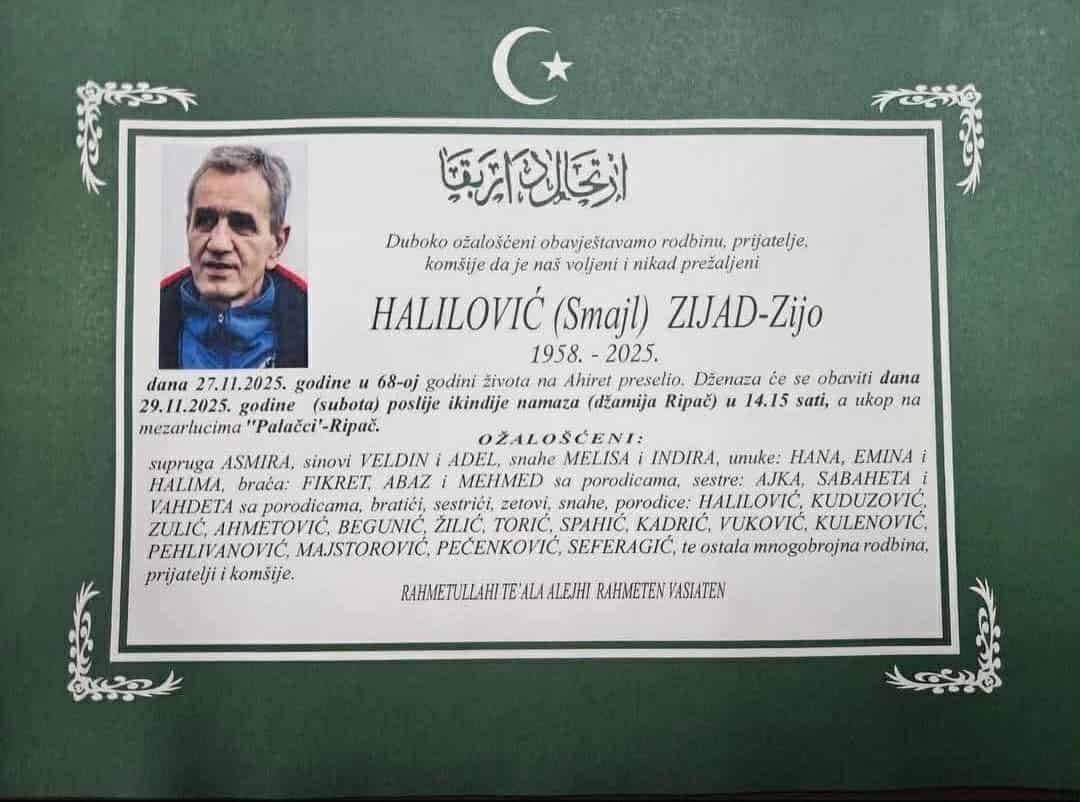 ارتحال دار بقا
Duboko ožalošćeni obavještavamo rodbinu, prijatelje,
komšije da je naš voljeni i nikad prežaljeni
HALILOVIĆ (Smajl) ZIJAD-Zijo
1958. - 2025.
dana 27.11.2025. godine u 68-oj godini života na Ahiret preselio. Dženaza će se obaviti dana
29.11.2025. godine (subota) poslije ikindije namaza (džamija Ripač) u 14.15 sati, a ukop na
mezarlucima "Palačci'-Ripač.
OŽALOŠĆENI:
supruga ASMIRA, sinovi VELDIN i ADEL, snahe MELISA i INDIRA, unuke: HANA, EMINA i
HALIMA, braća: FIKRET, ABAZ i MEHMED sa porodicama, sestre: AJKA, SABAHETA i
VAHDETA sa porodicama, bratići, sestrići, zetovi, snahe, porodice: HALILOVIĆ, KUDUZOVIĆ,
ZULIĆ, AHMETOVIĆ, BEGUNIĆ, ŽILIĆ, TORIĆ, SPAHIĆ, KADRIĆ, VUKOVIĆ, KULENOVIĆ,
PEHLIVANOVIĆ, MAJSTOROVIĆ, PEČENKOVIĆ, SEFERAGIĆ, te ostala mnogobrojna rodbina,
prijatelji i komšije.
RAHMETULLAHI TE'ALA ALEJHI RAHMETEN VASIATEN